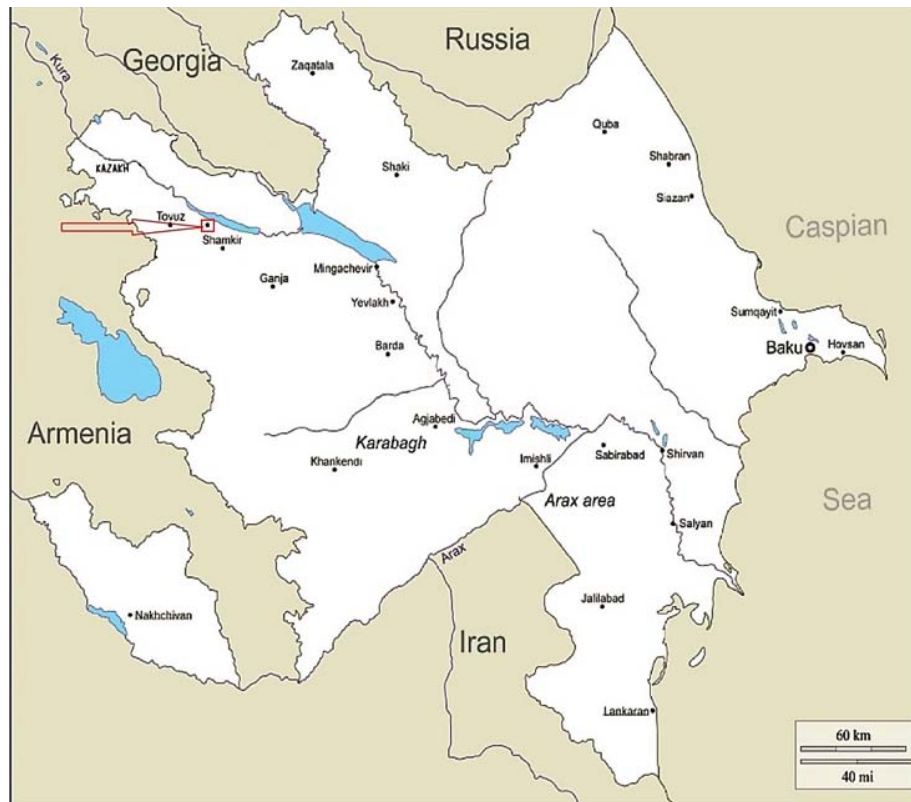 Russia
Georgia
Kura
Zaqatala
Quba
Shabran
KAZAKH
Shaki
Siazan
Tovuz
Caspian
Shamkir
Mingachevir
Ganja
Yevlakh
Sumqayit
Baku
Hovsan
Barda
Armenia
Agjabedi
Karabagh
Khankendi
Imishli
Sabirabad
Shirvan
Arax area
Sea
Salyan
Arax
Nakhchivan
Jalilabad
Iran
Lankaran
60 km
40 mi